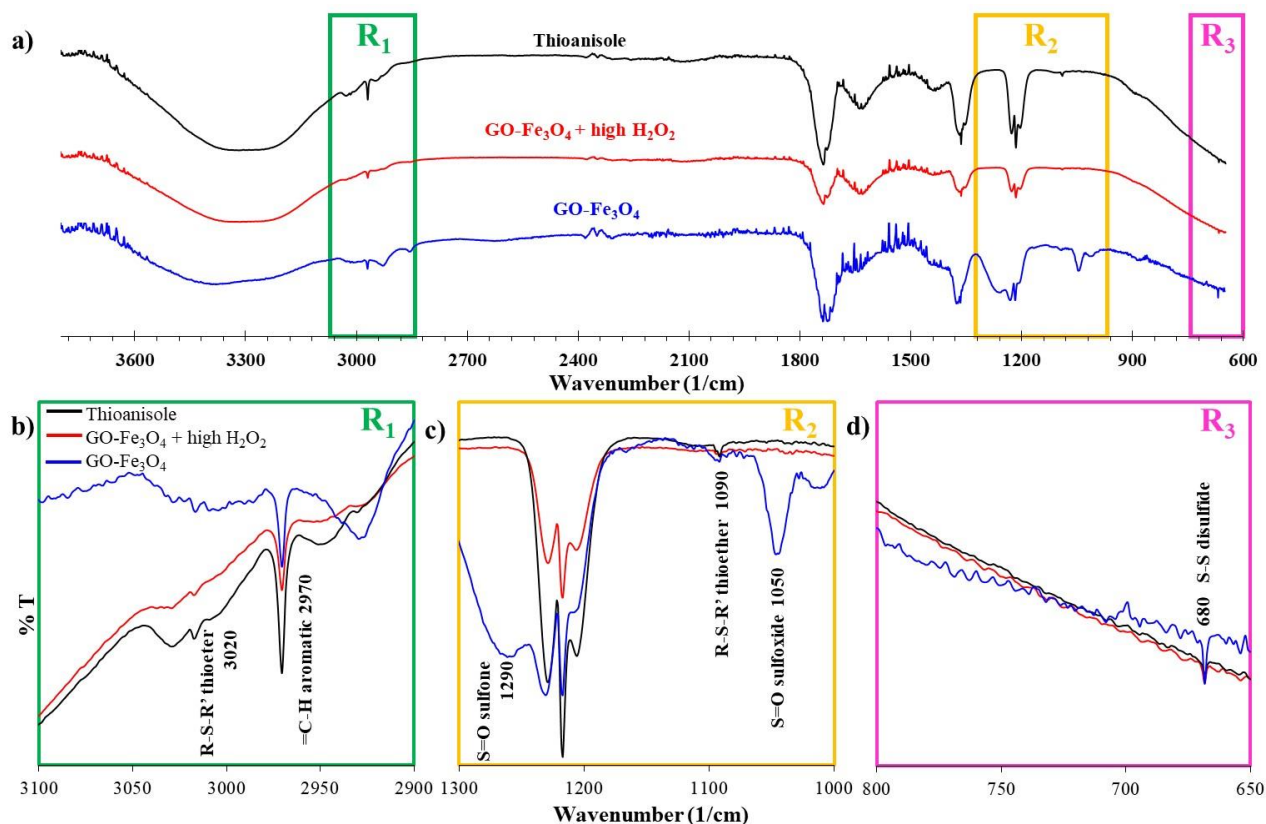 a)
R₁
R₂
R₃
Thioanisole
GO-Fe₃O₄ + high H₂O₂
GO-Fe₃O₄
3600 3300 3000 2700 2400 2100 1800 1500 1200 900 600
Wavenumber (1/cm)
b)
Thioanisole
GO-Fe₃O₄ + high H₂O₂
GO-Fe₃O₄
R₁
% T
R-S-R' thioeter
3020
=C-H aromatic 2970
3100 3050 3000 2950 2900
c)
R₂
S=O sulfone
1290
R-S-R' thioether 1090
S=O sulfoxide 1050
1300 1200 1100 1000
Wavenumber (1/cm)
d)
R₃
680 S-S disulfide
800 750 700 650